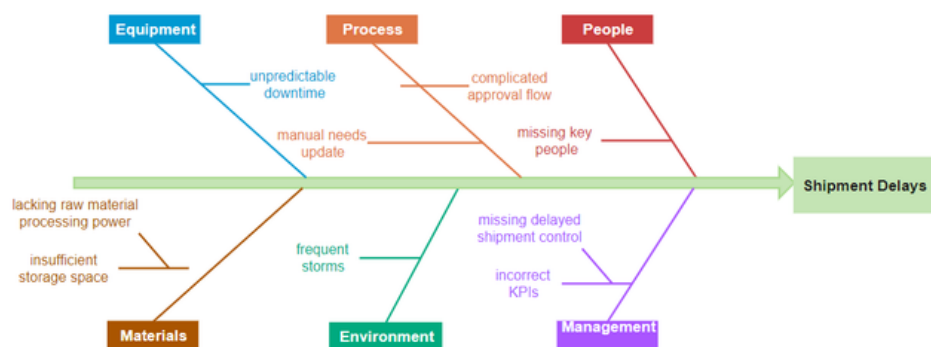 Equipment
Process
People
unpredictable
downtime
complicated
approval flow
manual needs
update
missing key
people
Shipment Delays
lacking raw material
processing power
insufficient
storage space
frequent
storms
missing delayed
shipment control
incorrect
KPIs
Materials
Environment
Management